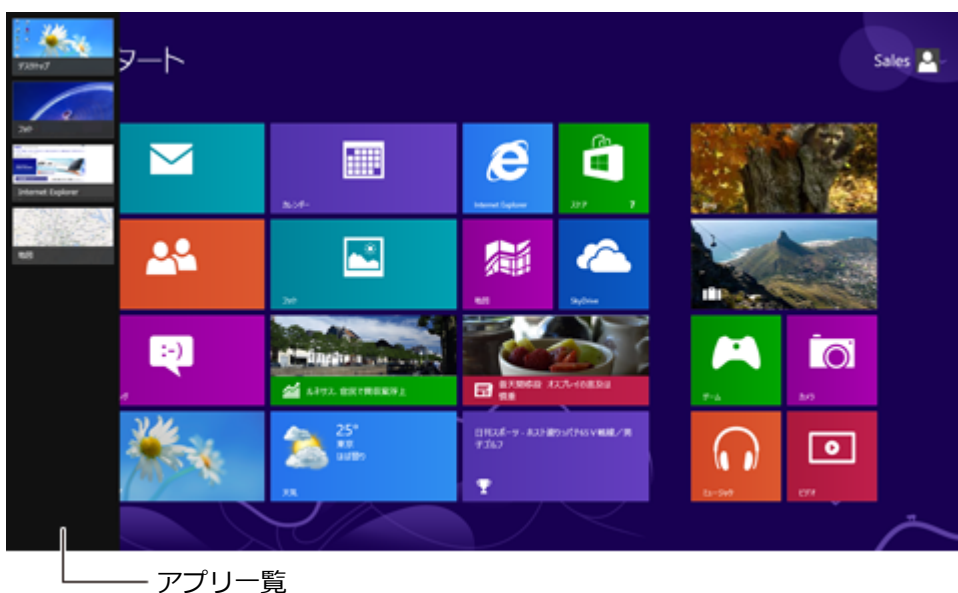 タート
Sales
デスクトップ
フォト
Internet Explorer
地図
カレンダー
Internet Explorer
ストア
7
フォト
地図
SkyDrive
ゲーム
カメラ
25°
東京
ほぼ曇り
天気
ミュージック
ビデオ
アプリ一覧